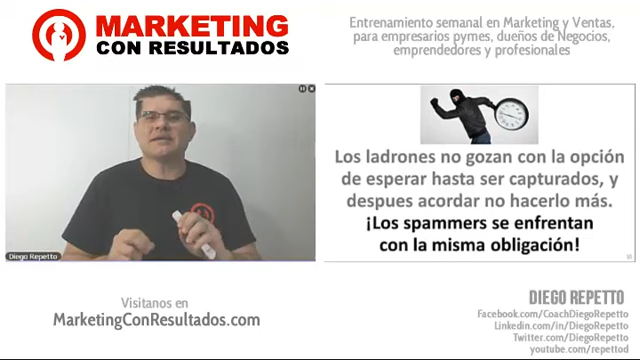 MARKETING
CON RESULTADOS
Entrenamiento semanal en Marketing y Ventas,
para empresarios pymes, dueños de Negocios,
emprendedores y profesionales
Los ladrones no gozan con la opción
de esperar hasta ser capturados, y
despues acordar no hacerlo más.
¡Los spammers se enfrentan
con la misma obligación!
Diego Repetto
Visitanos en
MarketingConResultados.com
DIEGO REPETTO
Facebook.com/CoachDiegoRepetto
Linkedin.com/in/DiegoRepetto
Twitter.com/DiegoRepetto
youtube.com/repettod